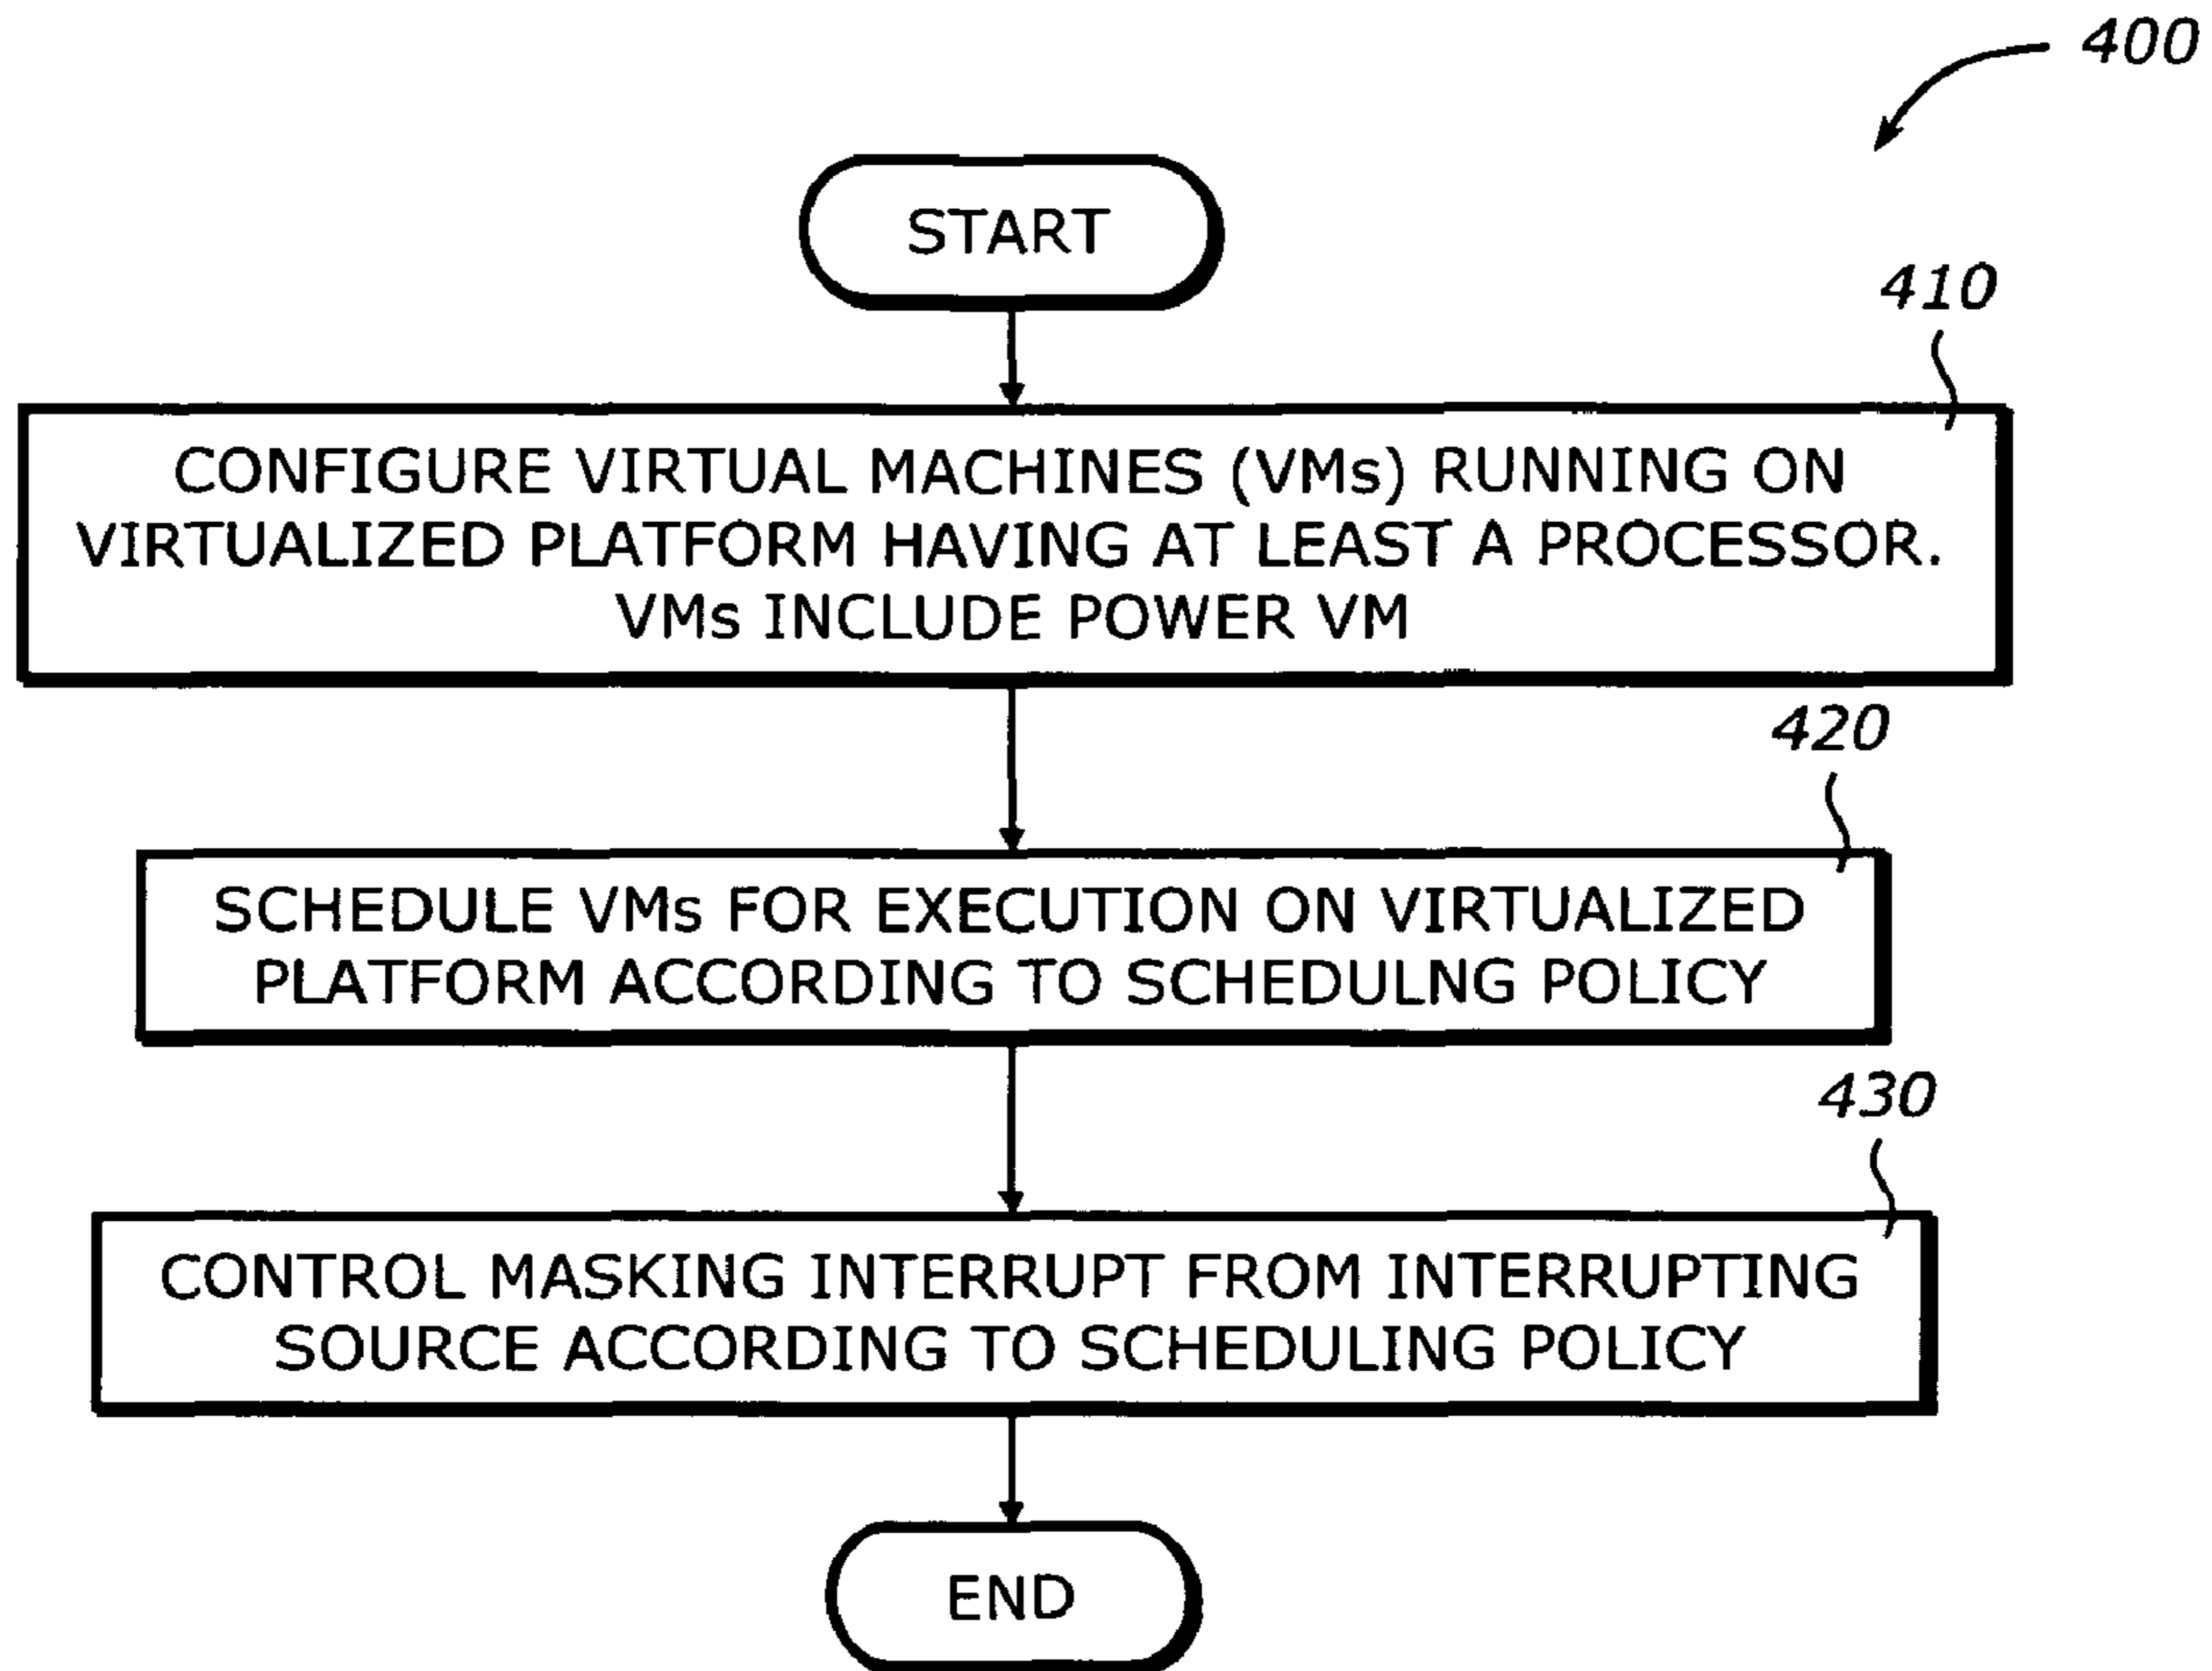 400
START
410
CONFIGURE VIRTUAL MACHINES (VMs) RUNNING ON
VIRTUALIZED PLATFORM HAVING AT LEAST A PROCESSOR.
VMs INCLUDE POWER VM
420
SCHEDULE VMs FOR EXECUTION ON VIRTUALIZED
PLATFORM ACCORDING TO SCHEDULNG POLICY
430
CONTROL MASKING INTERRUPT FROM INTERRUPTING
SOURCE ACCORDING TO SCHEDULING POLICY
END